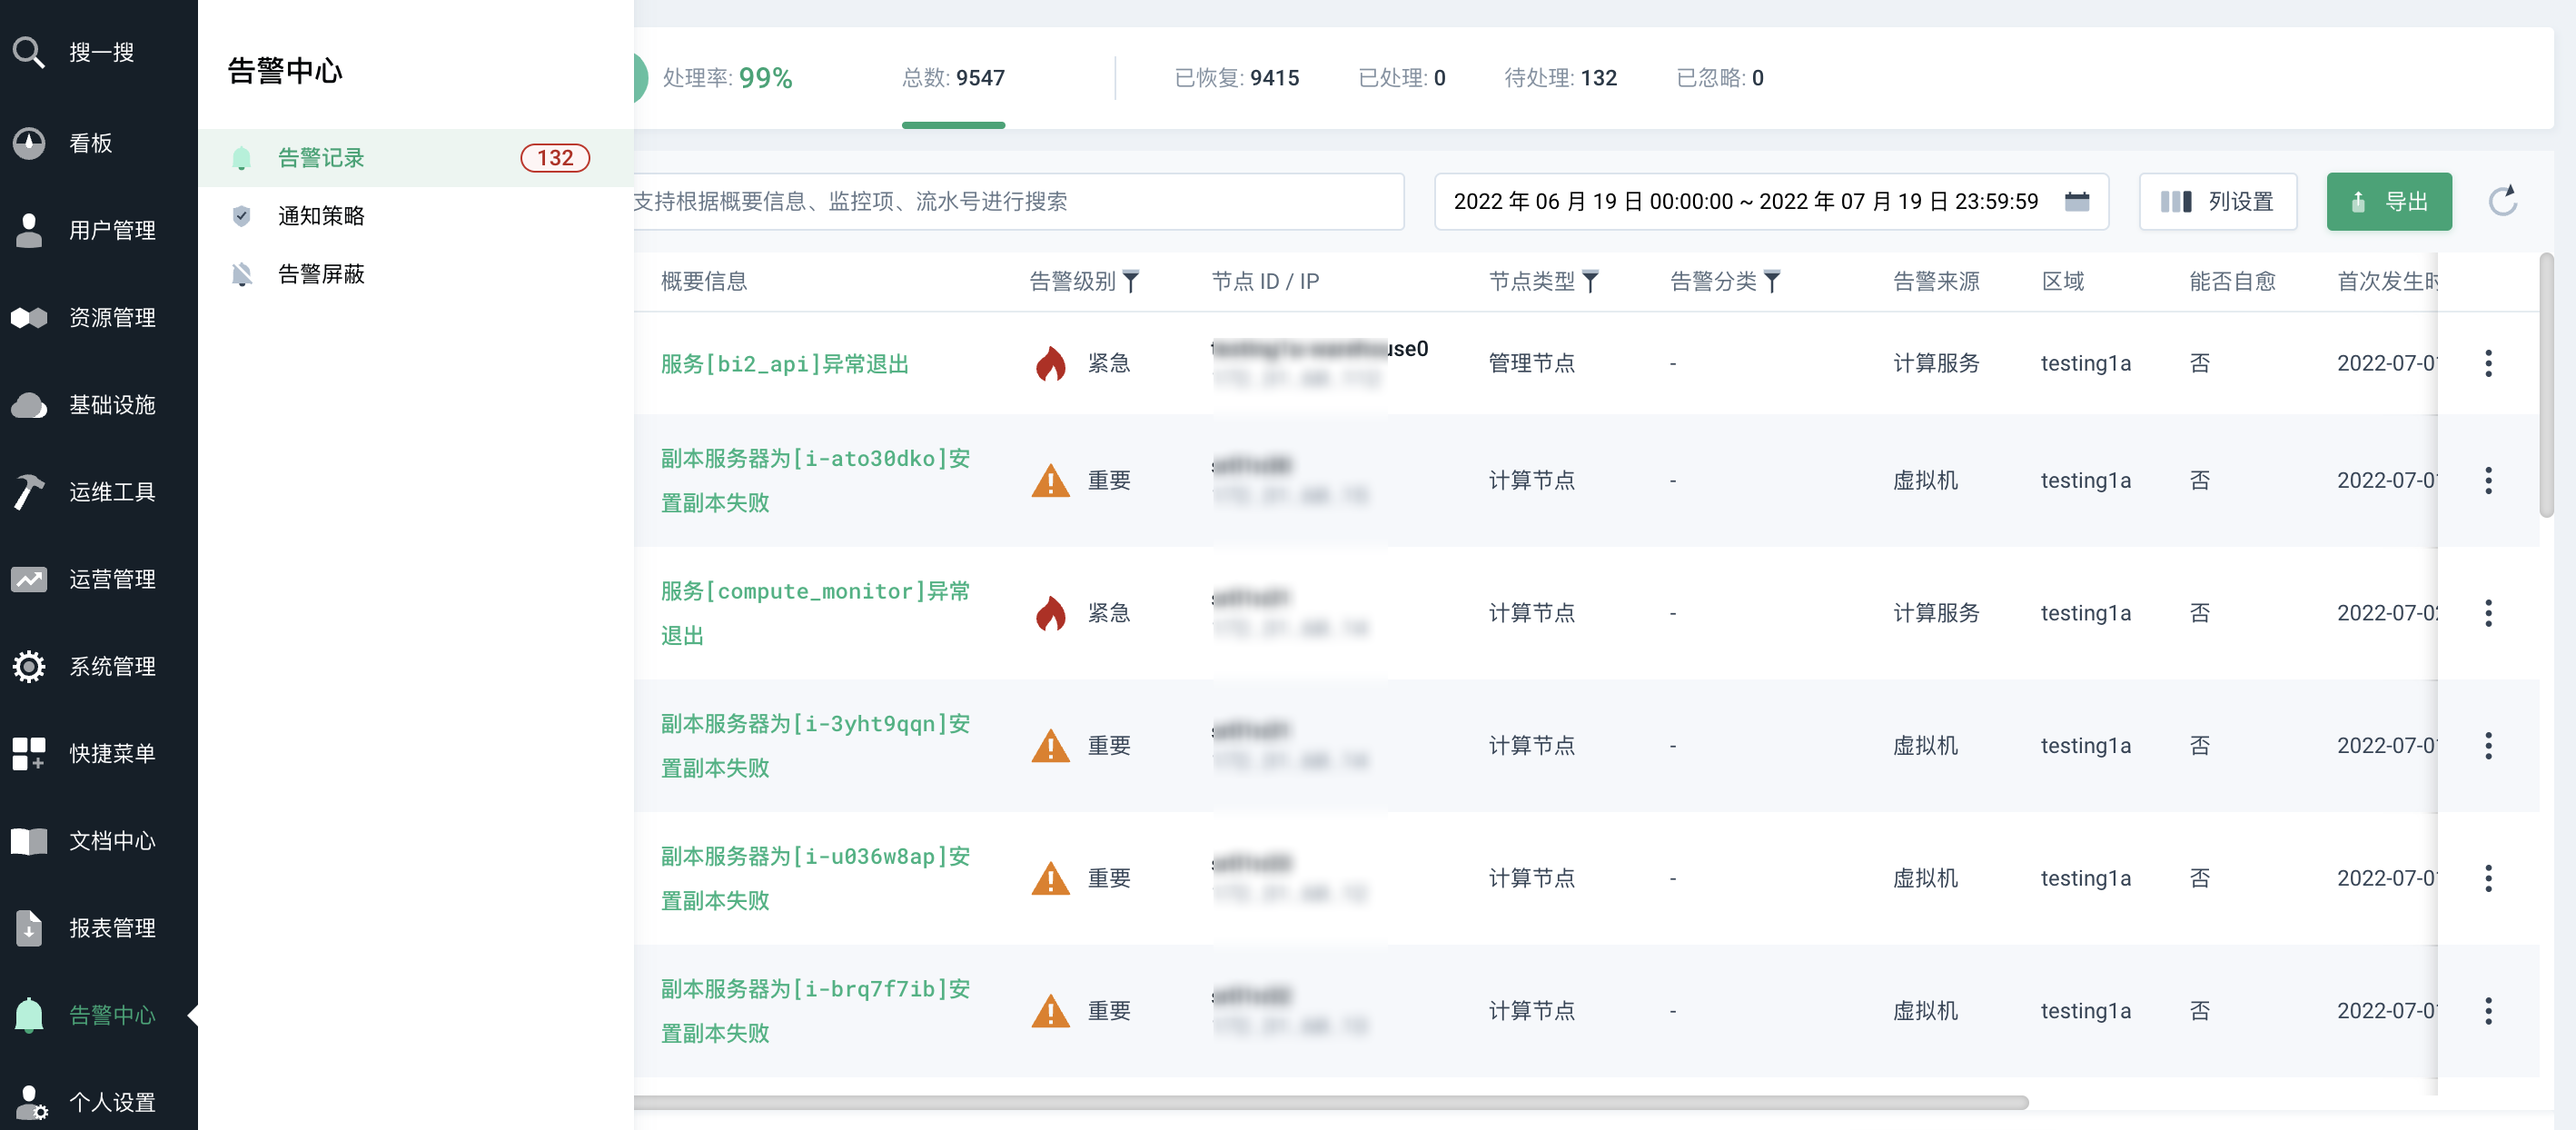 搜一搜
看板
用户管理
资源管理
基础设施
运维工具
运营管理
系统管理
快捷菜单
文档中心
报表管理
告警中心
个人设置
告警中心
告警记录 132
通知策略
告警屏蔽
处理率: 99% 总数: 9547 已恢复: 9415 已处理: 0 待处理: 132 已忽略: 0
支持根据概要信息、监控项、流水号进行搜索 2022 年 06 月 19 日 00:00:00 ~ 2022 年 07 月 19 日 23:59:59 列设置 导出
概要信息 告警级别 节点 ID / IP 节点类型 告警分类 告警来源 区域 能否自愈 首次发生时
服务[bi2_api]异常退出 紧急 use0 管理节点 - 计算服务 testing1a 否 2022-07-0
副本服务器为[i-ato30dko]安
置副本失败 重要 计算节点 - 虚拟机 testing1a 否 2022-07-0
服务[compute_monitor]异常
退出 紧急 计算节点 - 计算服务 testing1a 否 2022-07-0
副本服务器为[i-3yht9qqn]安
置副本失败 重要 计算节点 - 虚拟机 testing1a 否 2022-07-0
副本服务器为[i-u036w8ap]安
置副本失败 重要 计算节点 - 虚拟机 testing1a 否 2022-07-0
副本服务器为[i-brq7f7ib]安
置副本失败 重要 计算节点 - 虚拟机 testing1a 否 2022-07-0